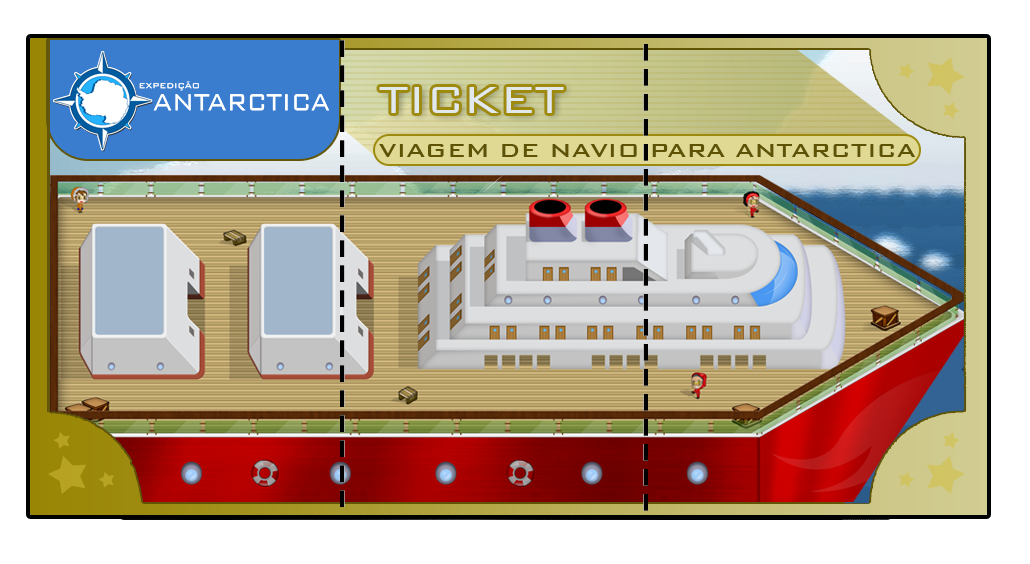 EXPEDIÇÃO
ANTARCTICA
TICKET
VIAGEM DE NAVIO PARA ANTARCTICA